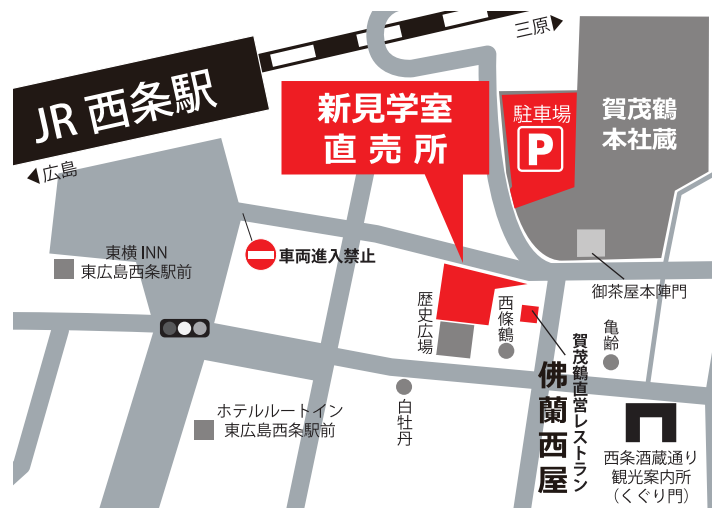 三原
JR 西条駅
広島
新見学室
直売所
駐車場
P
賀茂鶴
本社蔵
東横INN
東広島西条駅前
車両進入禁止
御茶屋本陣門
歴史広場
西條鶴
亀齢
賀茂鶴直営レストラン
佛蘭西屋
白牡丹
ホテルルートイン
東広島西条駅前
西条酒蔵通り
観光案内所
(くぐり門)